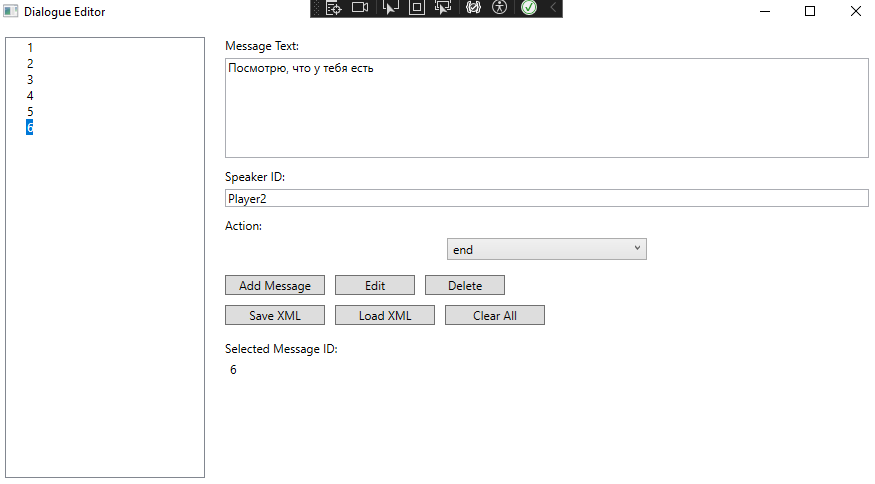 Dialogue Editor
1
2
3
4
5
6
Message Text:
Посмотрю, что у тебя есть
Speaker ID:
Player2
Action:
end
Add Message Edit Delete
Save XML Load XML Clear All
Selected Message ID:
6